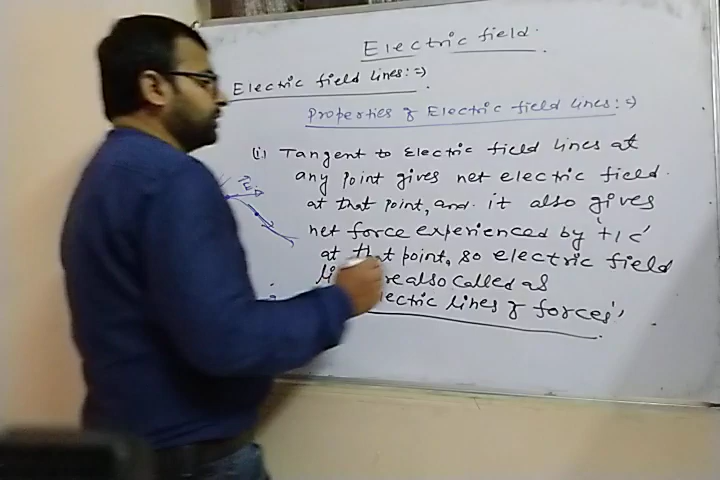 Electric field.
Electric field lines:⇒
Properties of Electric field lines:⇒
(i) Tangent to Electric field lines at
any point gives net electric field.
at that point, and it also gives
net force experienced by '+1c'
at that point, so electric field
are also called as
lectric lines of forces'
E